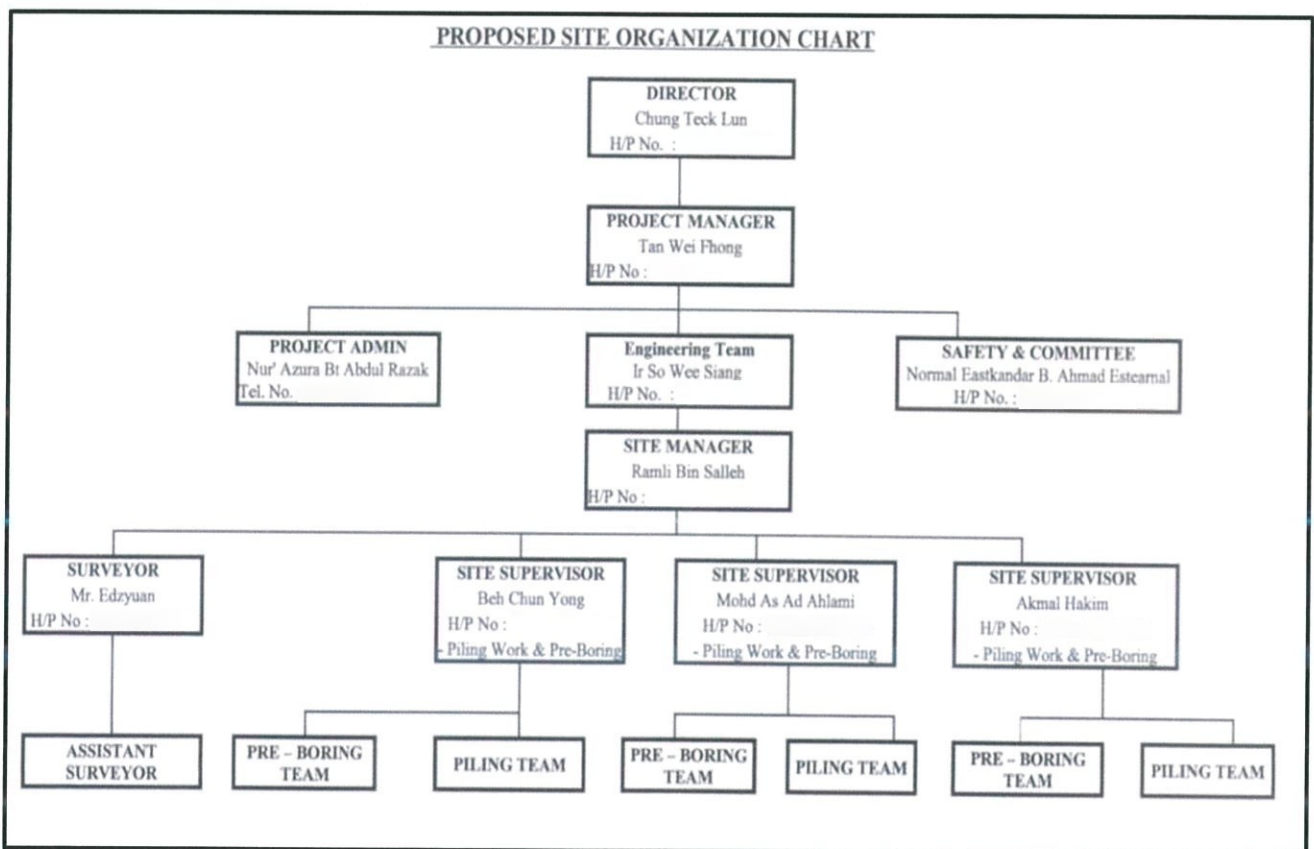 PROPOSED SITE ORGANIZATION CHART
DIRECTOR
Chung Teck Lun
H/P No. :
PROJECT MANAGER
Tan Wei Fhong
H/P No :
PROJECT ADMIN
Nur' Azura Bt Abdul Razak
Tel. No.
Engineering Team
Ir So Wee Siang
H/P No. :
SAFETY & COMMITTEE
Normal Eastkandar B. Ahmad Estearnal
H/P No. :
SITE MANAGER
Ramli Bin Salleh
H/P No :
SURVEYOR
Mr. Edzyuan
H/P No :
SITE SUPERVISOR
Beh Chun Yong
H/P No :
- Piling Work & Pre-Boring
SITE SUPERVISOR
Mohd As Ad Ahlami
H/P No :
- Piling Work & Pre-Boring
SITE SUPERVISOR
Akmal Hakim
H/P No :
- Piling Work & Pre-Boring
ASSISTANT
SURVEYOR
PRE – BORING
TEAM
PILING TEAM
PRE – BORING
TEAM
PILING TEAM
PRE – BORING
TEAM
PILING TEAM